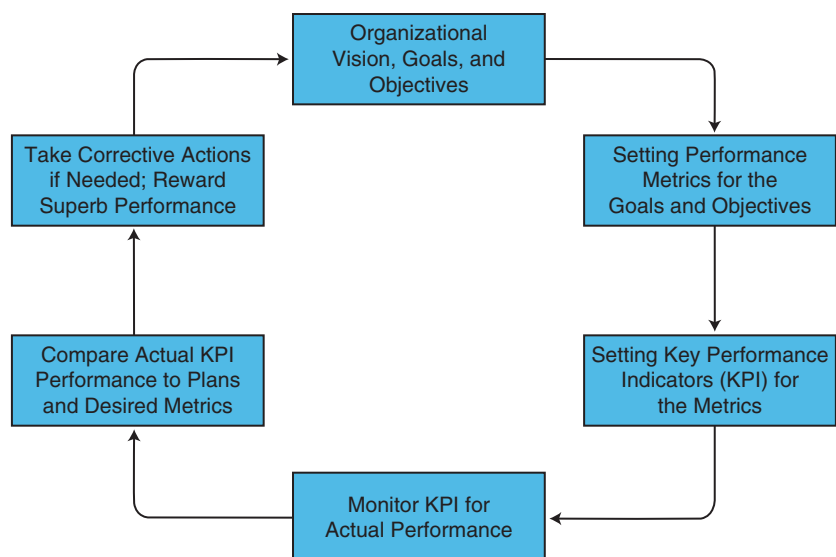 Organizational
Vision, Goals, and
Objectives
Setting Performance
Metrics for the
Goals and Objectives
Setting Key Performance
Indicators (KPI) for
the Metrics
Monitor KPI for
Actual Performance
Compare Actual KPI
Performance to Plans
and Desired Metrics
Take Corrective Actions
if Needed; Reward
Superb Performance